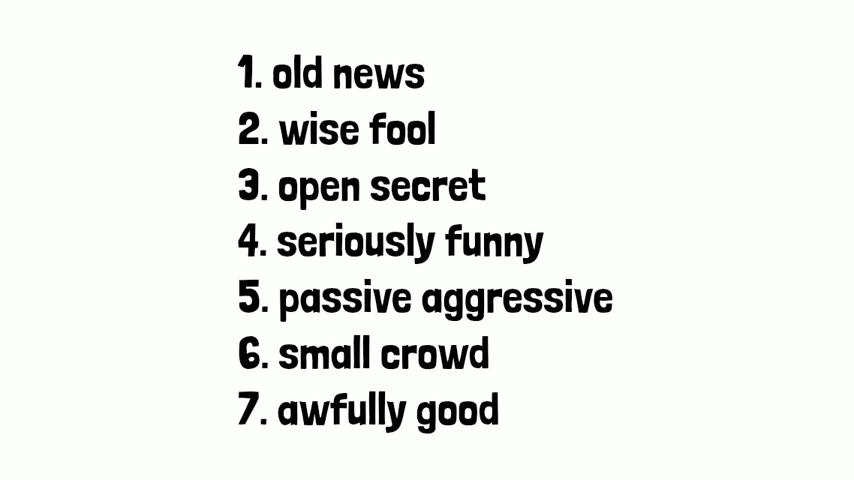 1. old news
2. wise fool
3. open secret
4. seriously funny
5. passive aggressive
6. small crowd
7. awfully good